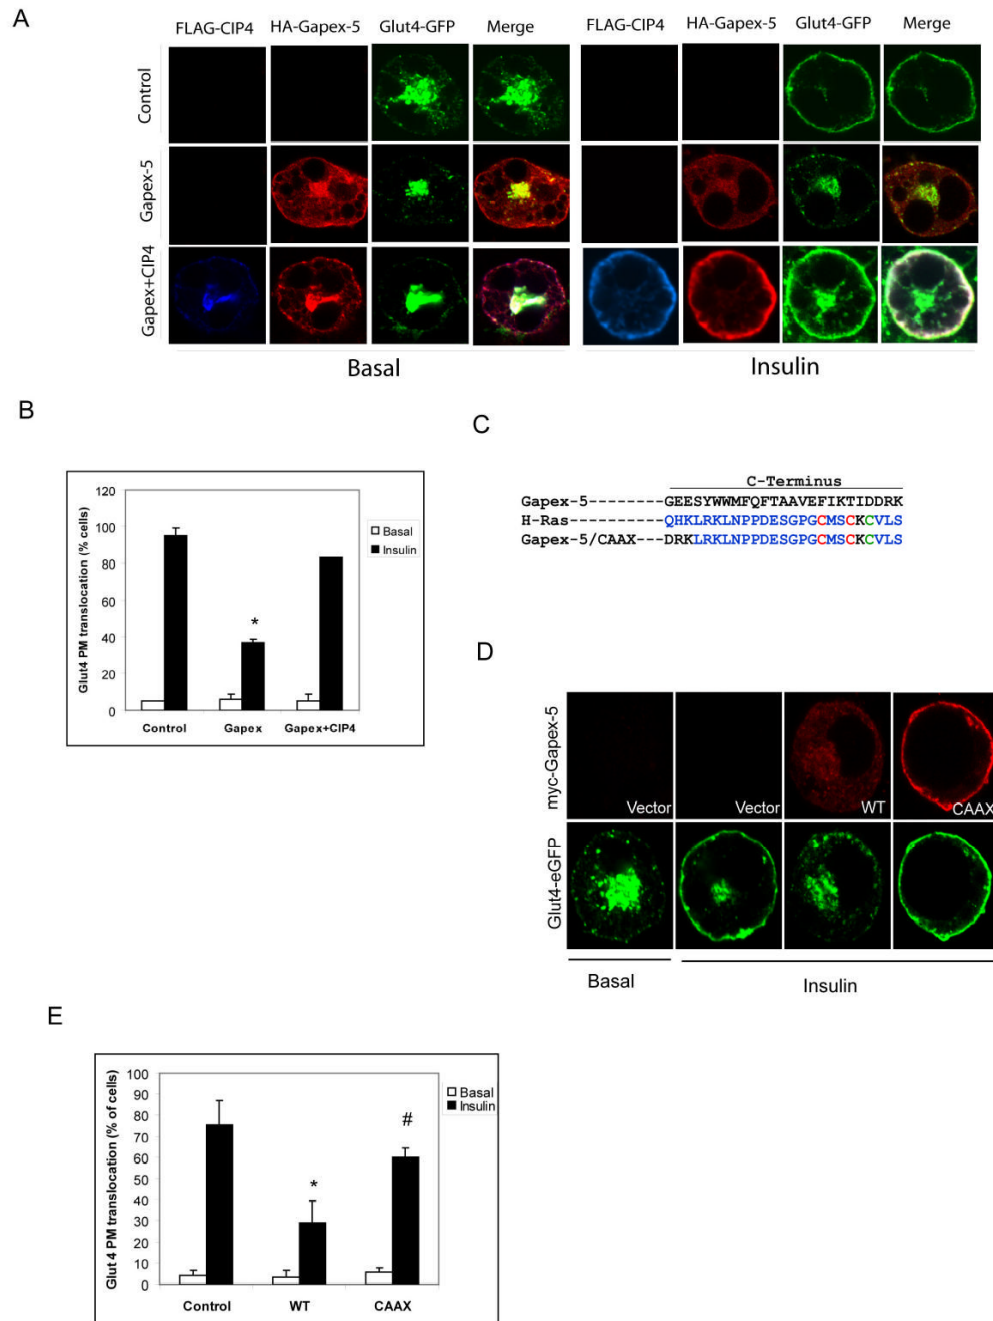 A
FLAG-CIP4 HA-Gapex-5 Glut4-GFP Merge FLAG-CIP4 HA-Gapex-5 Glut4-GFP Merge
Control
Gapex-5
Gapex+CIP4
Basal Insulin
B
Glut4 PM translocation (% cells)
120
100
80
60
40
20
0
*
Basal
Insulin
Control Gapex Gapex+CIP4
C
C-Terminus
Gapex-5--------GEESYWWMFQFTAAVEFIKTIDDRK
H-Ras----------QHKLRKLNPPDESGPGCMSCKCVLS
Gapex-5/CAAX---DRKLRKLNPPDESGPGCMSCKCVLS
D
myc-Gapex-5
Vector Vector WT CAAX
Glut4-eGFP
Basal Insulin
E
Glut 4 PM translocation (% of cells)
100
90
80
70
60
50
40
30
20
10
0
* #
Basal
Insulin
Control WT CAAX